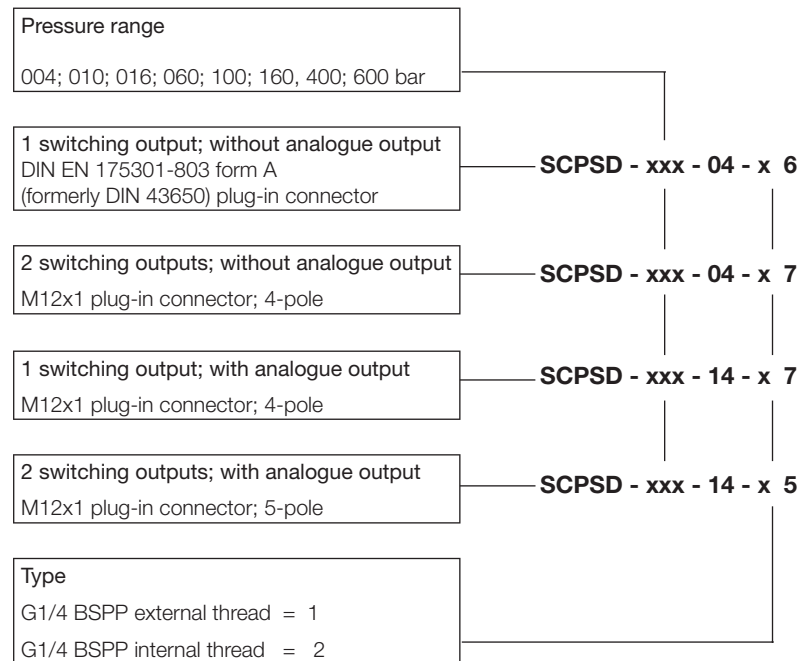 Pressure range
004; 010; 016; 060; 100; 160, 400; 600 bar
1 switching output; without analogue output
DIN EN 175301-803 form A
(formerly DIN 43650) plug-in connector
SCPSD - xxx - 04 - x 6
2 switching outputs; without analogue output
M12x1 plug-in connector; 4-pole
SCPSD - xxx - 04 - x 7
1 switching output; with analogue output
M12x1 plug-in connector; 4-pole
SCPSD - xxx - 14 - x 7
2 switching outputs; with analogue output
M12x1 plug-in connector; 5-pole
SCPSD - xxx - 14 - x 5
Type
G1/4 BSPP external thread = 1
G1/4 BSPP internal thread = 2